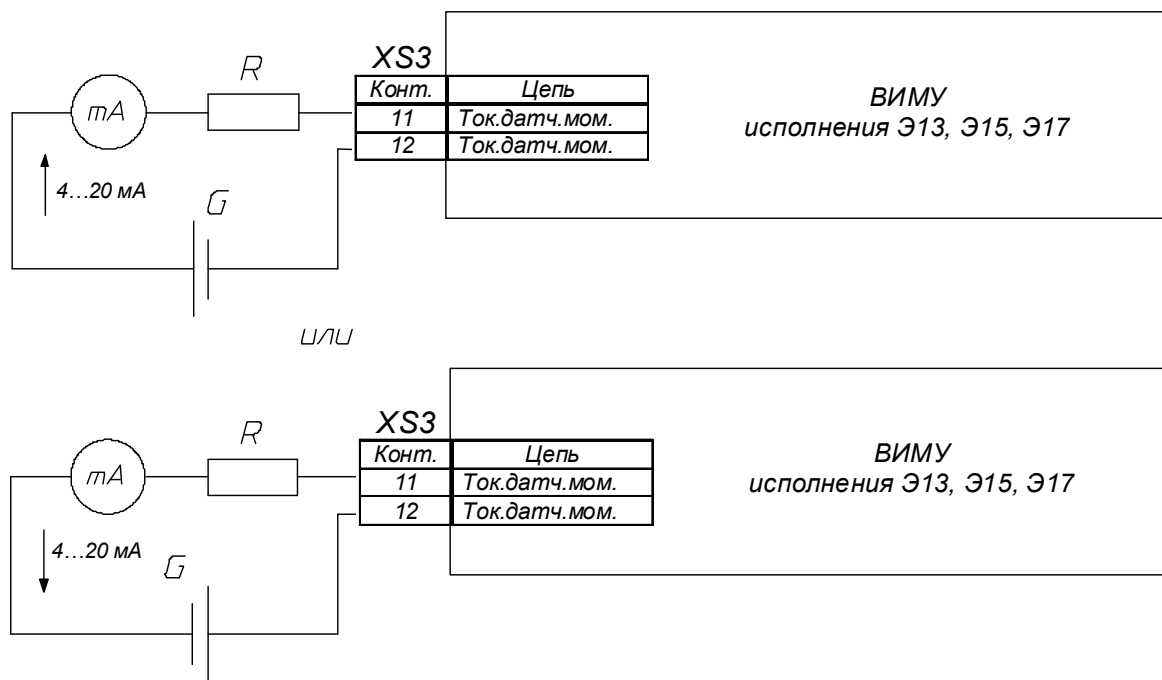 XS3
R
Конт. Цепь
mA
11 Ток.датч.мом.
12 Ток.датч.мом.
ВИМУ
исполнения Э13, Э15, Э17
4...20 мА
G
или
XS3
R
Конт. Цепь
mA
11 Ток.датч.мом.
12 Ток.датч.мом.
ВИМУ
исполнения Э13, Э15, Э17
4...20 мА
G